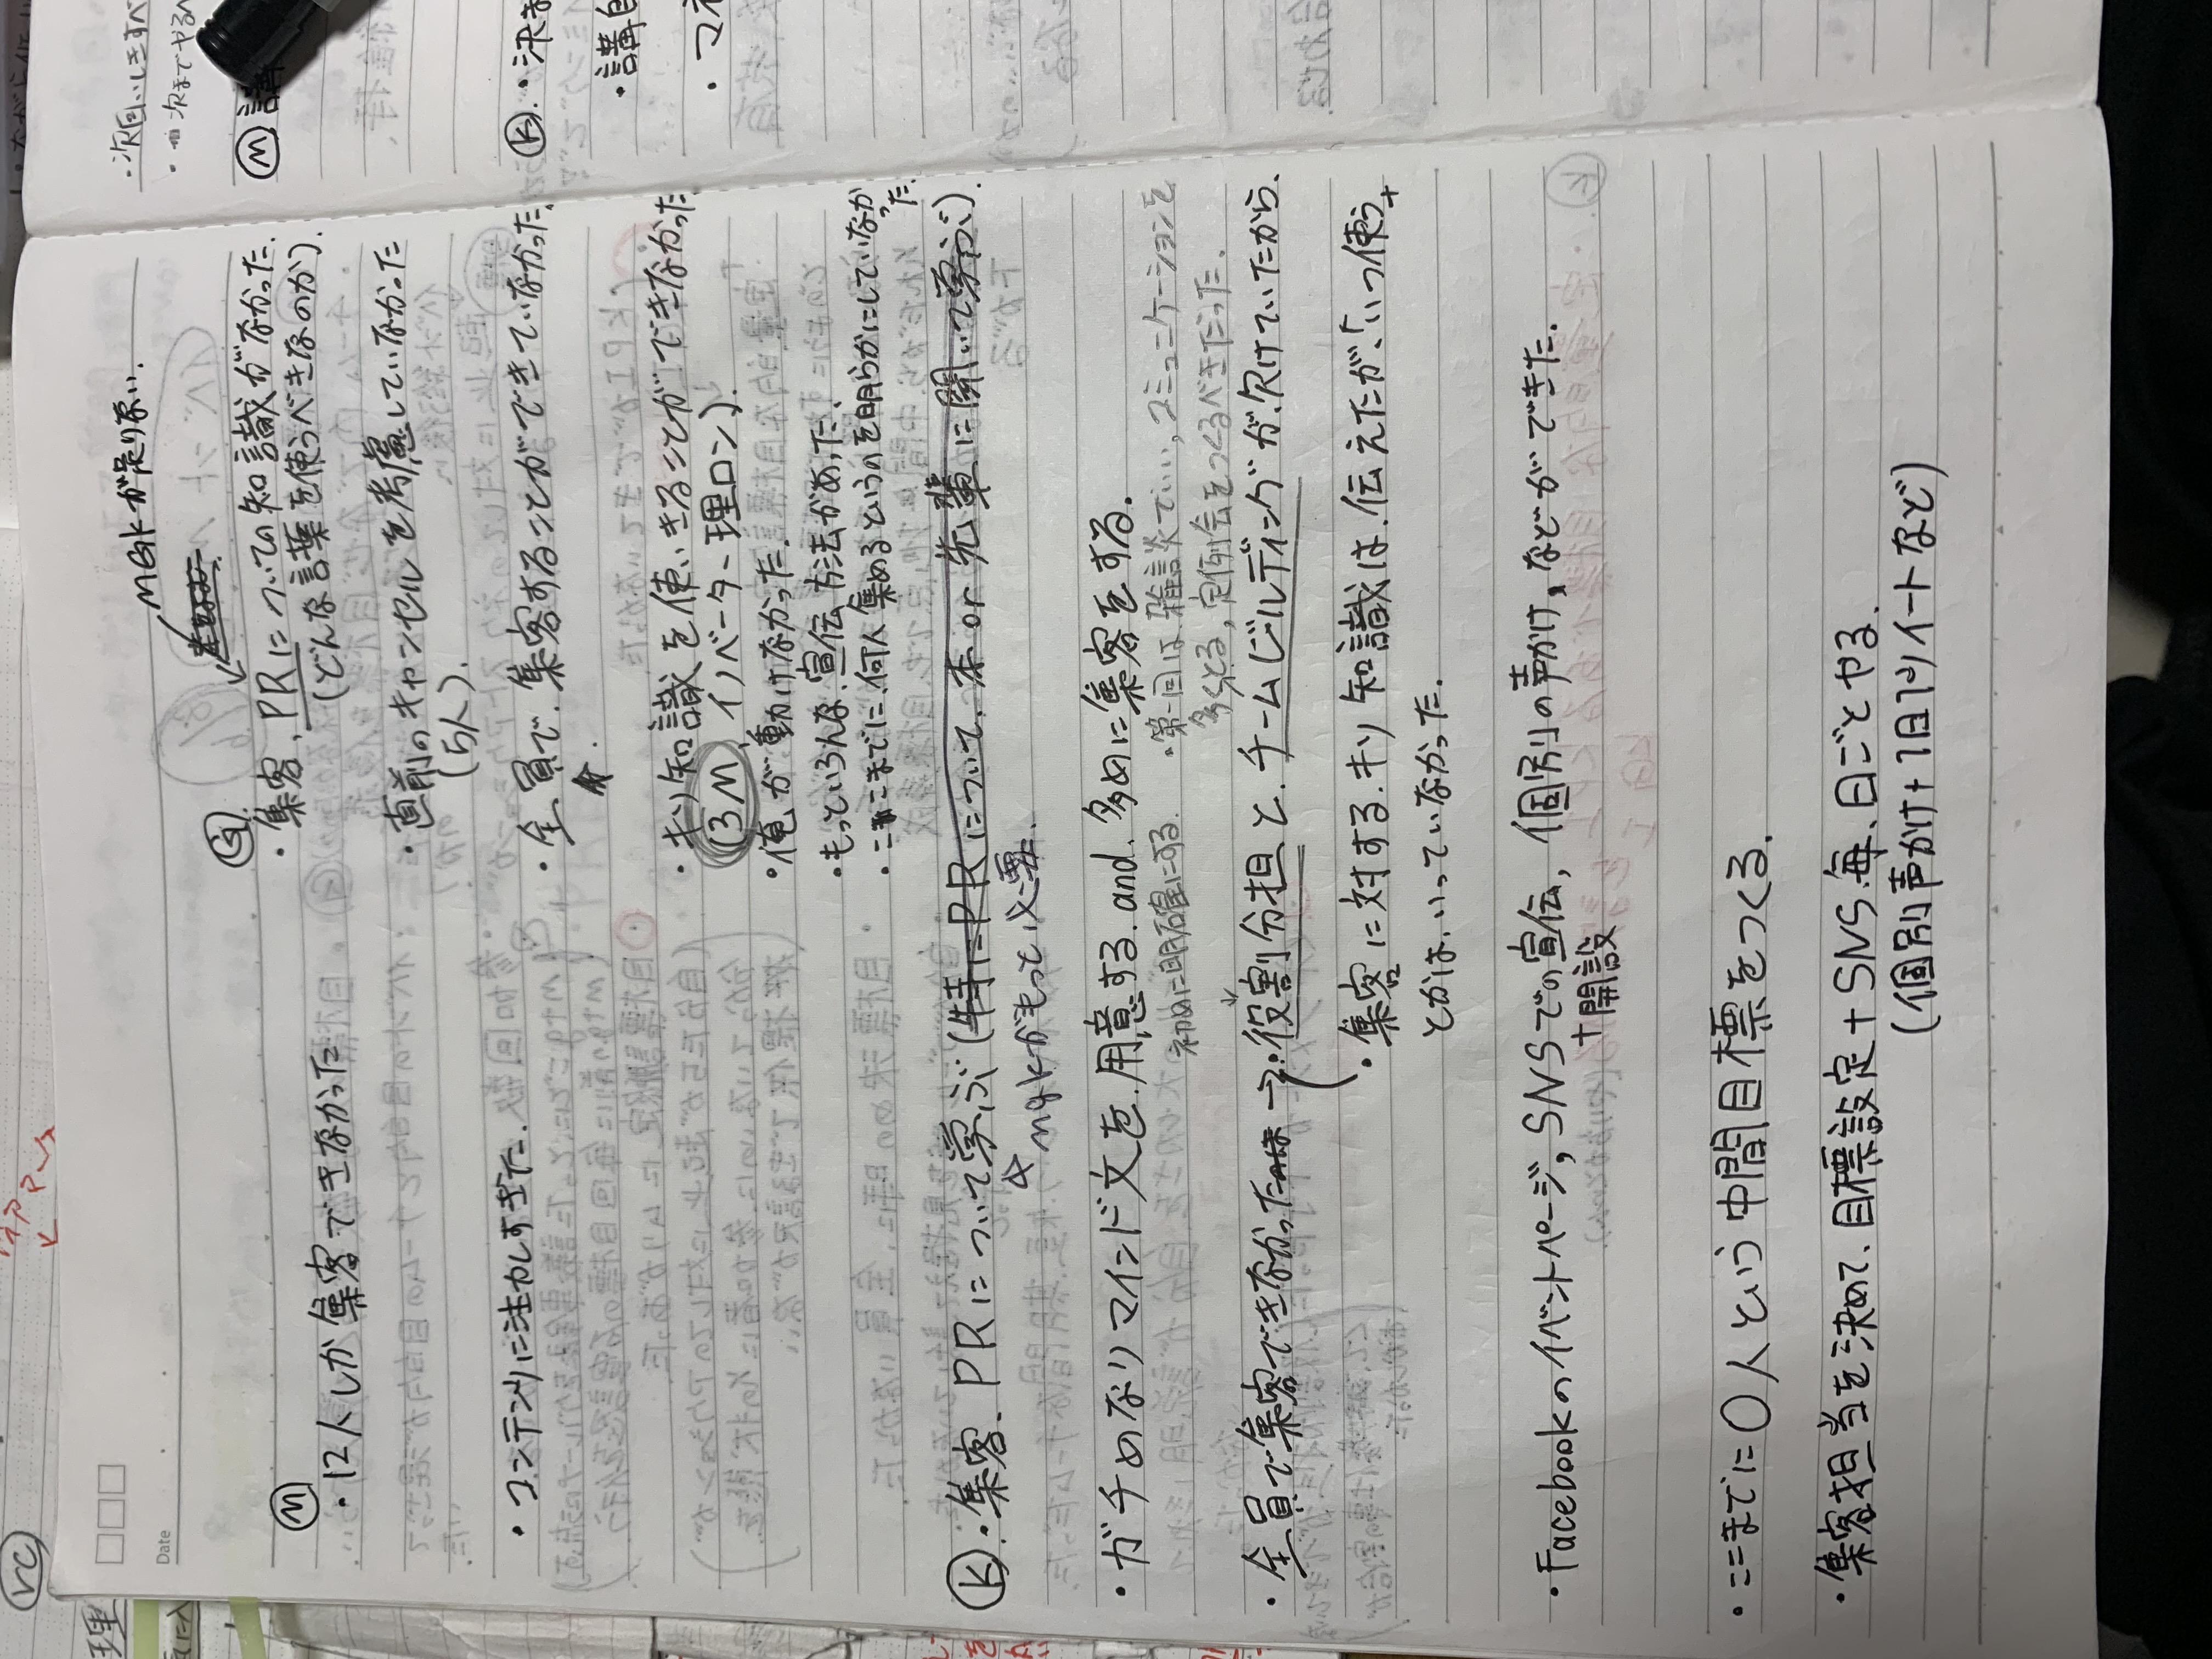 vc
理
Date
MGKが足りない.
Ⓖ
・集客、PRについての知識がなかった.
(どんな言葉を使うべきなのか).
Ⓜ
・12人しか集客できなかった
・直前のキャンセルを考慮していなかった
(5人).
・コンテンツに注力しすぎた.
・全員で、集客することができていなかった.
・キソ知識を使いきることができなかった
(3M、イノベーター理ロン).
・俺が動けなかった.
・もっといろんな宣伝方法があった.
・ここまでに、何人集めるというのを明らかにしていなかった.
Ⓚ.・集客、PRについて学ぶ(特にPRについて、本or先輩に聞いて学ぶ).
mgkがもっと必要.
・ガチめなリマインド文を用意する.and.多めに集客をする.
初めに明確にする.
・第一回は、雑談でいい, コミュニケーションを
多くとる, 定例会をつくるべきだった.
・全員で集客できなかった→・役割分担と、チームビルディングが、欠けていたから.
・集客に対する.キソ知識は、伝えたが、「いつ使う」
とかは、いっていなかった.
・Facebookのイベントページ, SNSでの宣伝, 個別の声かけ, などができた.
+開設
・ここまでに〇人という中間目標をつくる.
・集客担当を決めて、目標設定+SNS、毎、日ごとやる.
(個別声かけ+1日1ツイートなど)
・次回いしきすべ
・次までやるべ
Ⓜ 講
Ⓚ.・決ま
・講自
・マネ